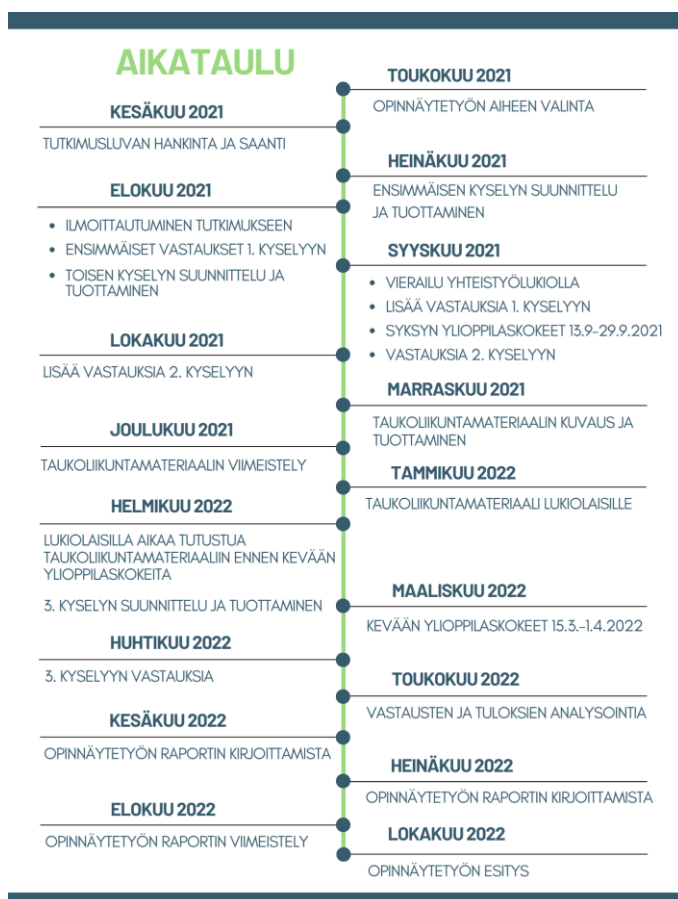 AIKATAULU
TOUKOKUU 2021
OPINNÄYTETYÖN AIHEEN VALINTA
KESÄKUU 2021
TUTKIMUSLUVAN HANKINTA JA SAANTI
HEINÄKUU 2021
ENSIMMÄISEN KYSELYN SUUNNITTELU
JA TUOTTAMINEN
ELOKUU 2021
• ILMOITTAUTUMINEN TUTKIMUKSEEN
• ENSIMMÄISET VASTAUKSET 1. KYSELYYN
• TOISEN KYSELYN SUUNNITTELU JA
TUOTTAMINEN
SYYSKUU 2021
• VIERAILU YHTEISTYÖLUKIOLLA
• LISÄÄ VASTAUKSIA 1. KYSELYYN
• SYKSYN YLIOPPILASKOKEET 13.9-29.9.2021
• VASTAUKSIA 2. KYSELYYN
LOKAKUU 2021
LISÄÄ VASTAUKSIA 2. KYSELYYN
MARRASKUU 2021
TAUKOLIIKUNTAMATERIAALIN KUVAUS JA
TUOTTAMINEN
JOULUKUU 2021
TAUKOLIIKUNTAMATERIAALIN VIIMEISTELY
TAMMIKUU 2022
TAUKOLIIKUNTAMATERIAALI LUKIOLAISILLE
HELMIKUU 2022
LUKIOLAISILLA AIKAA TUTUSTUA
TAUKOLIIKUNTAMATERIAALIIN ENNEN KEVÄÄN
YLIOPPILASKOKEITA
3. KYSELYN SUUNNITTELU JA TUOTTAMINEN
MAALISKUU 2022
KEVÄÄN YLIOPPILASKOKEET 15.3.-1.4.2022
HUHTIKUU 2022
3. KYSELYYN VASTAUKSIA
TOUKOKUU 2022
VASTAUSTEN JA TULOKSIEN ANALYSOINTIA
KESÄKUU 2022
OPINNÄYTETYÖN RAPORTIN KIRJOITTAMISTA
HEINÄKUU 2022
OPINNÄYTETYÖN RAPORTIN KIRJOITTAMISTA
ELOKUU 2022
OPINNÄYTETYÖN RAPORTIN VIIMEISTELY
LOKAKUU 2022
OPINNÄYTETYÖN ESITYS